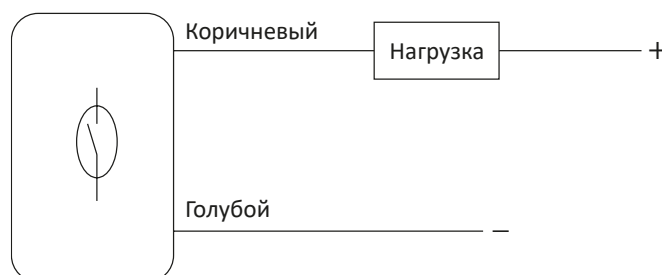 Коричневый
Нагрузка
+
Голубой
–